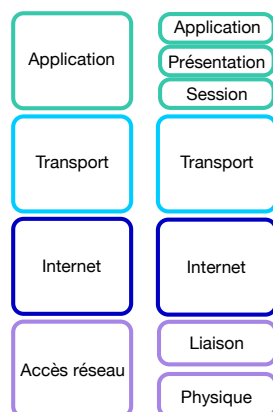 Application
Transport
Internet
Accès réseau
Application
Présentation
Session
Transport
Internet
Liaison
Physique